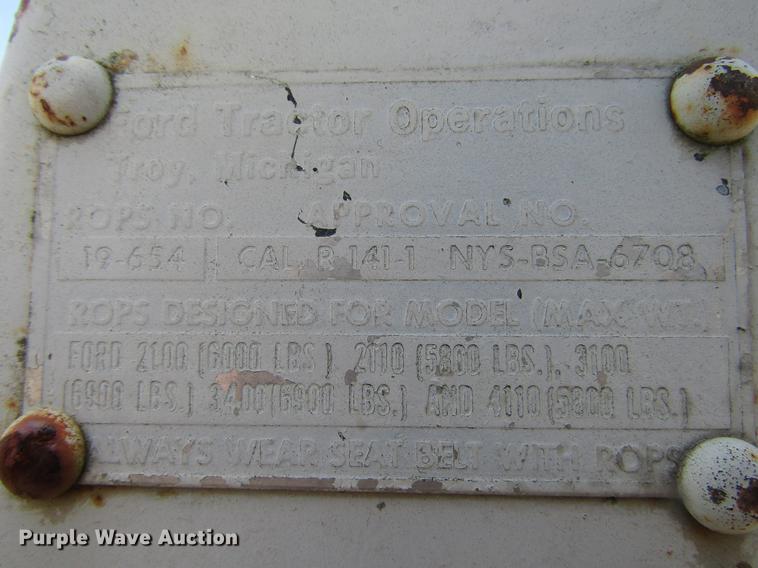 Ford Tractor Operations
Troy, Michigan
ROPS NO. APPROVAL NO.
19-654 CAL. R 141-1 NYS-BSA-6708
ROPS DESIGNED FOR MODEL (MAX. WT.)
FORD 2100 (6000 LBS.) 2110 (5800 LBS.), 3100
(6900 LBS.) 3400 (6900 LBS.) AND 4110 (5800 LBS.)
ALWAYS WEAR SEAT BELT WITH ROPS
Purple Wave Auction